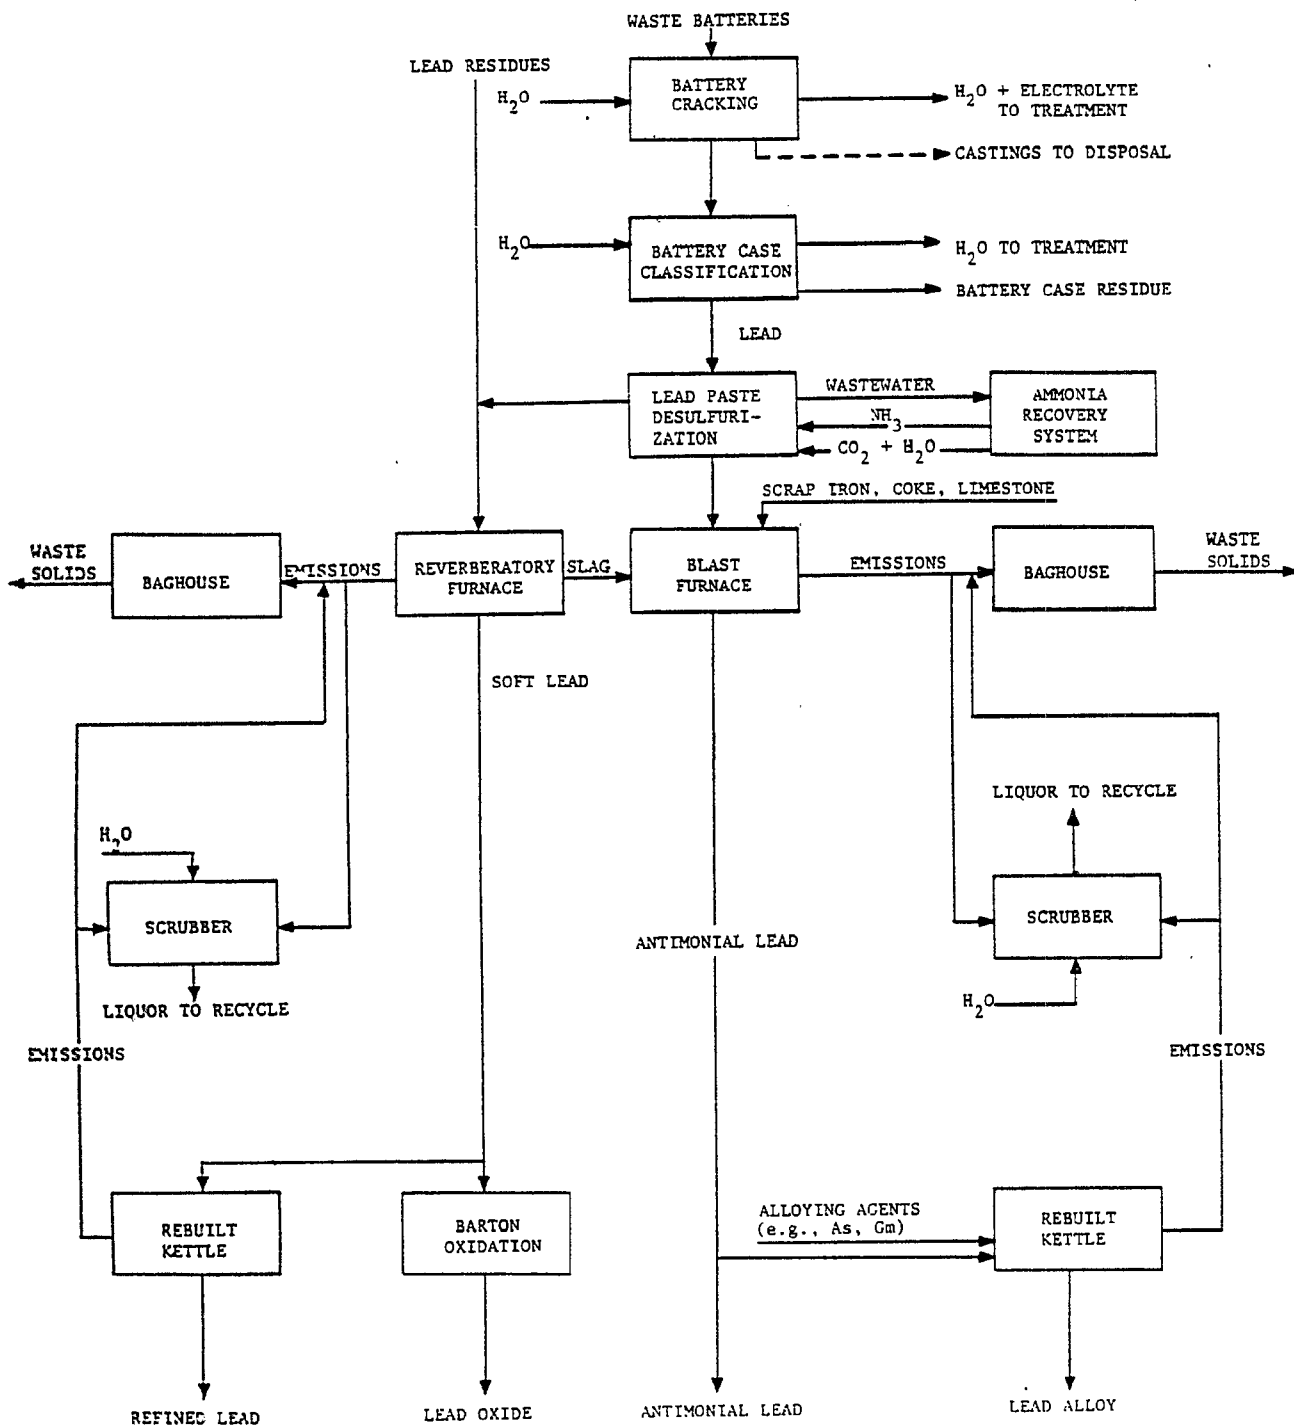 WASTE BATTERIES
LEAD RESIDUES
BATTERY
CRACKING
H2O
H2O + ELECTROLYTE
TO TREATMENT
CASTINGS TO DISPOSAL
H2O
BATTERY CASE
CLASSIFICATION
H2O TO TREATMENT
BATTERY CASE RESIDUE
LEAD
LEAD PASTE
DESULFURI-
ZATION
WASTEWATER
NH3
CO2 + H2O
AMMONIA
RECOVERY
SYSTEM
SCRAP IRON, COKE, LIMESTONE
WASTE
SOLIDS
BAGHOUSE
EMISSIONS
REVERBERATORY
FURNACE
SLAG
BLAST
FURNACE
EMISSIONS
BAGHOUSE
WASTE
SOLIDS
SOFT LEAD
LIQUOR TO RECYCLE
H2O
SCRUBBER
SCRUBBER
ANTIMONIAL LEAD
LIQUOR TO RECYCLE
H2O
EMISSIONS
EMISSIONS
REBUILT
KETTLE
BARTON
OXIDATION
ALLOYING AGENTS
(e.g., As, Gm)
REBUILT
KETTLE
REFINED LEAD
LEAD OXIDE
ANTIMONIAL LEAD
LEAD ALLOY